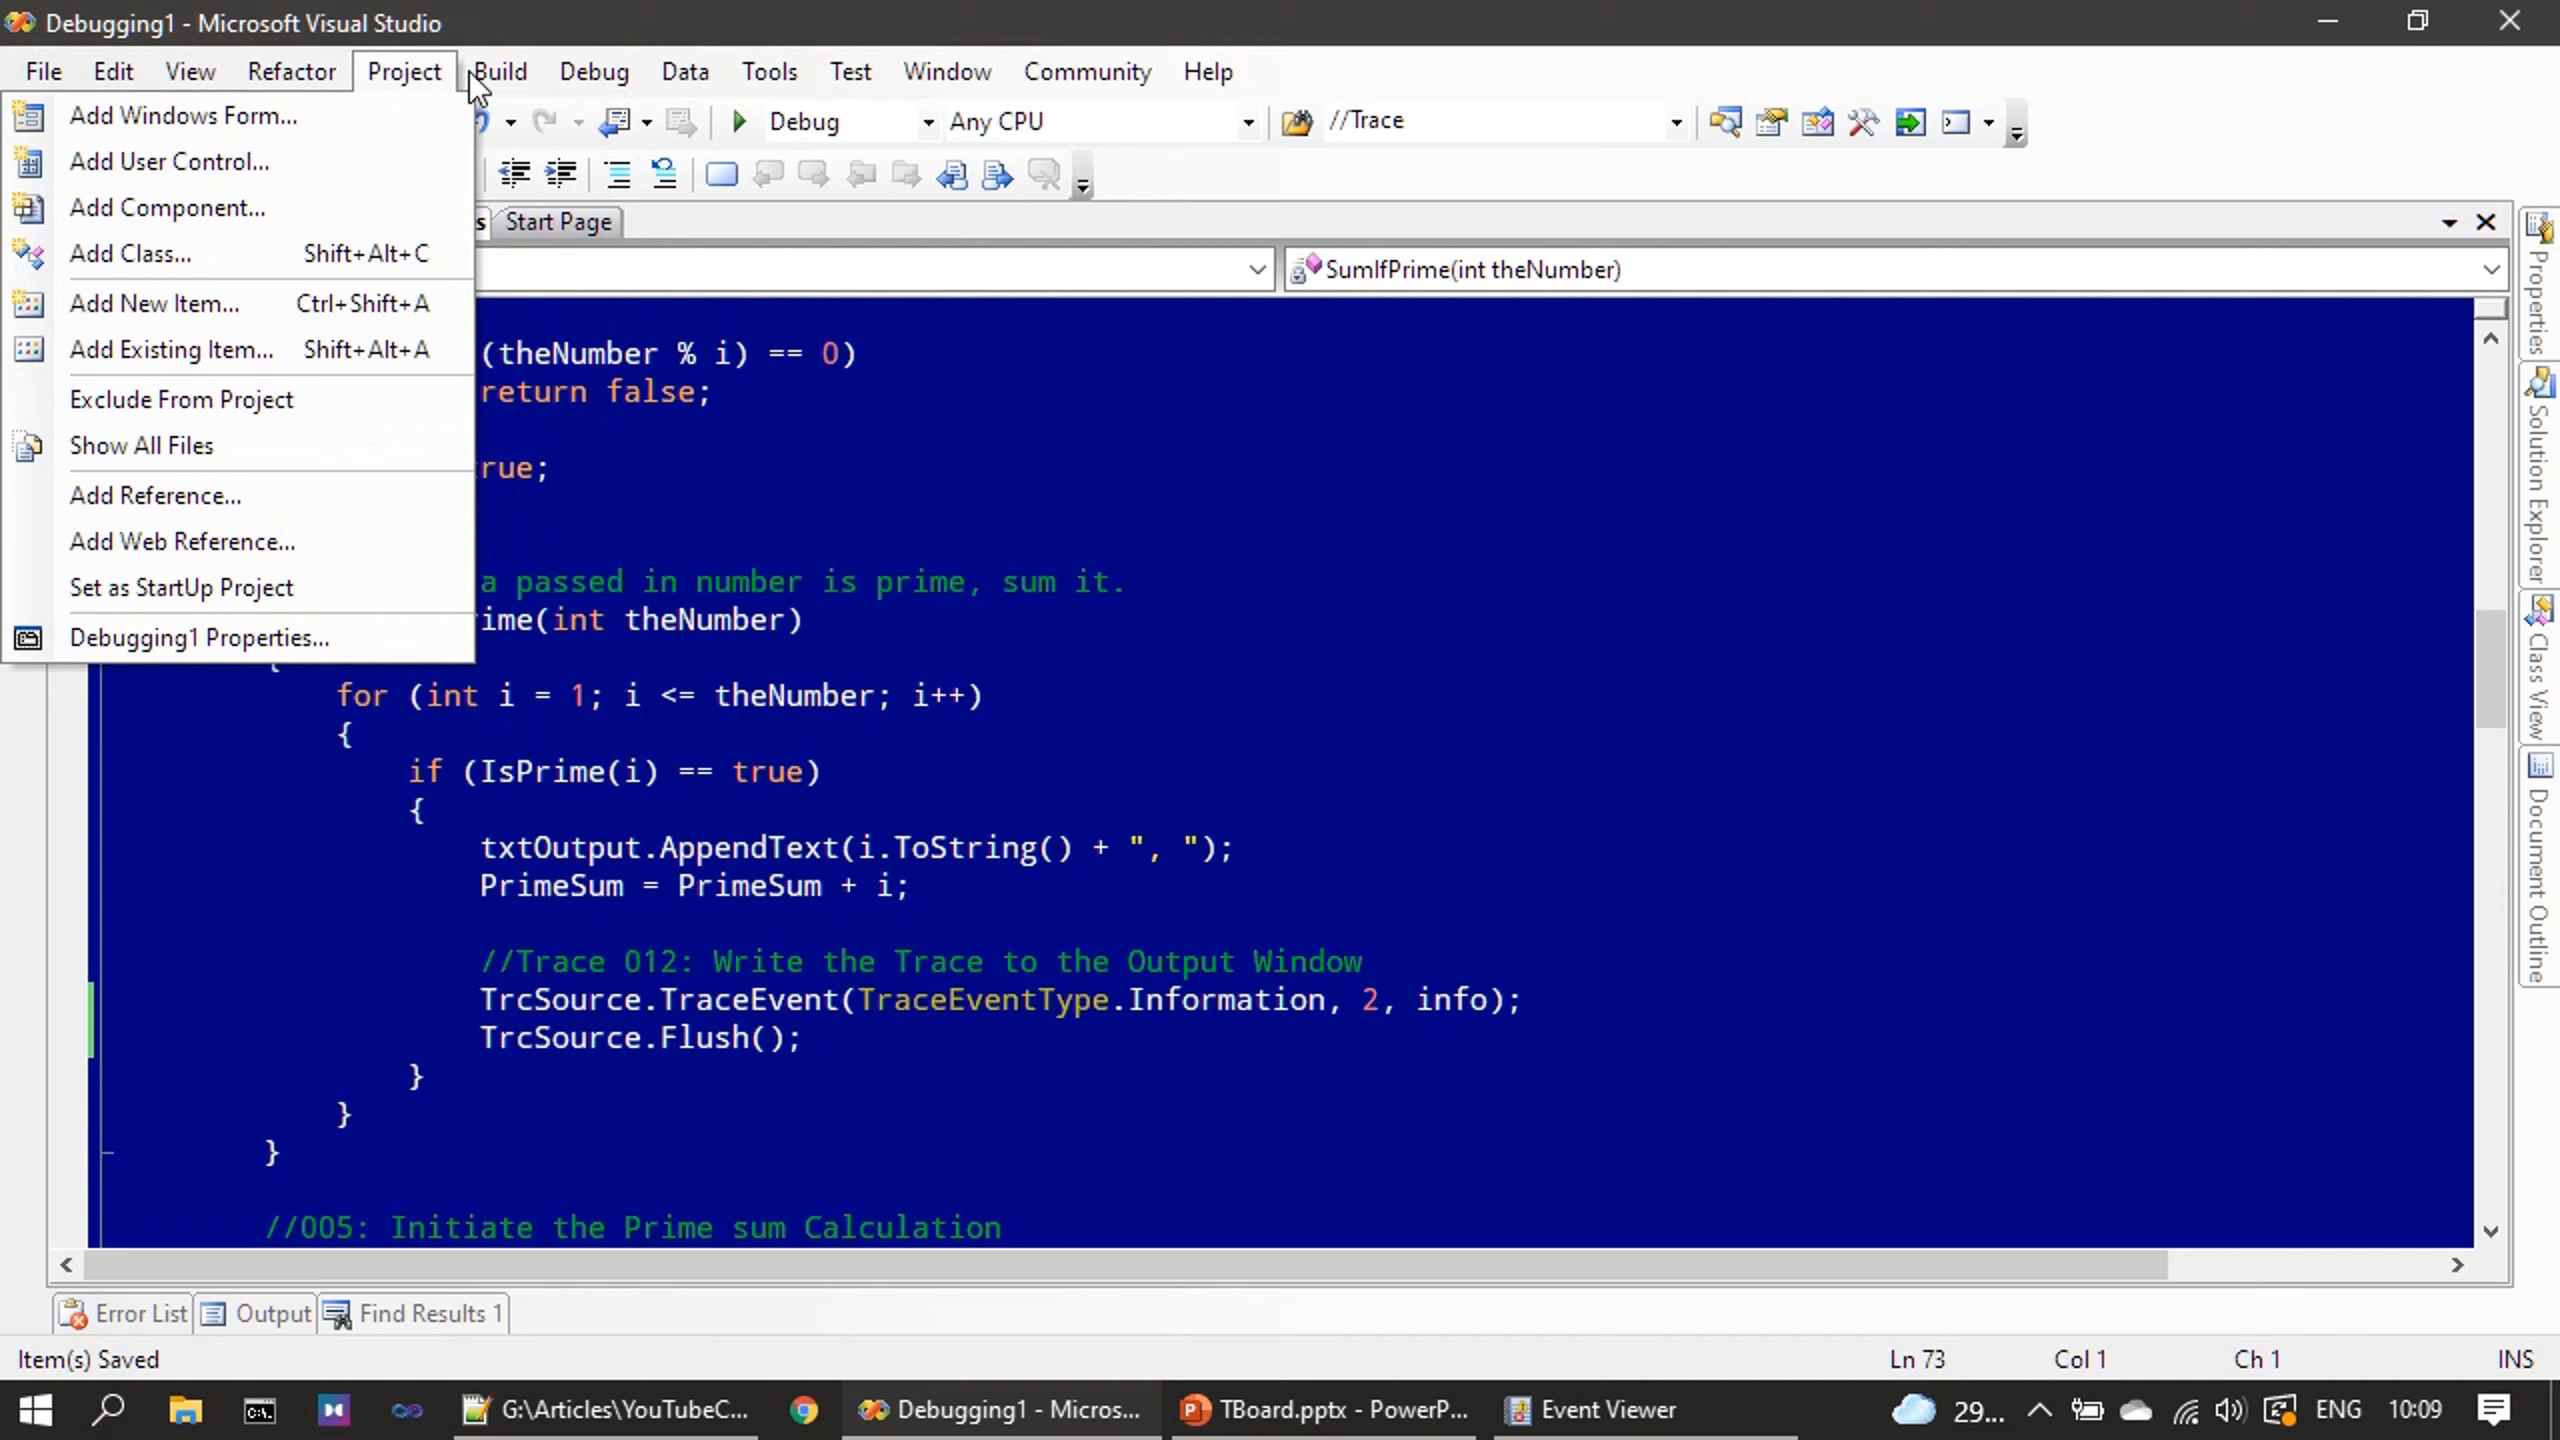 Debugging1 - Microsoft Visual Studio
File Edit View Refactor Project Build Debug Data Tools Test Window Community Help
Add Windows Form...
Debug Any CPU //Trace
Add User Control...
Add Component...
Start Page
Add Class... Shift+Alt+C
SumIfPrime(int theNumber)
Add New Item... Ctrl+Shift+A
Add Existing Item... Shift+Alt+A
(theNumber % i) == 0)
Exclude From Project
return false;
Show All Files
rue;
Add Reference...
Add Web Reference...
Set as StartUp Project
a passed in number is prime, sum it.
Debugging1 Properties...
ime(int theNumber)
{
for (int i = 1; i <= theNumber; i++)
{
if (IsPrime(i) == true)
{
txtOutput.AppendText(i.ToString() + ", ");
PrimeSum = PrimeSum + i;
//Trace 012: Write the Trace to the Output Window
TrcSource.TraceEvent(TraceEventType.Information, 2, info);
TrcSource.Flush();
}
}
}
//005: Initiate the Prime sum Calculation
Properties
Solution Explorer
Class View
Document Outline
Error List Output Find Results 1
Item(s) Saved Ln 73 Col 1 Ch 1 INS
G:\Articles\YouTubeC... Debugging1 - Micros... TBoard.pptx - PowerP... Event Viewer 29... ENG 10:09